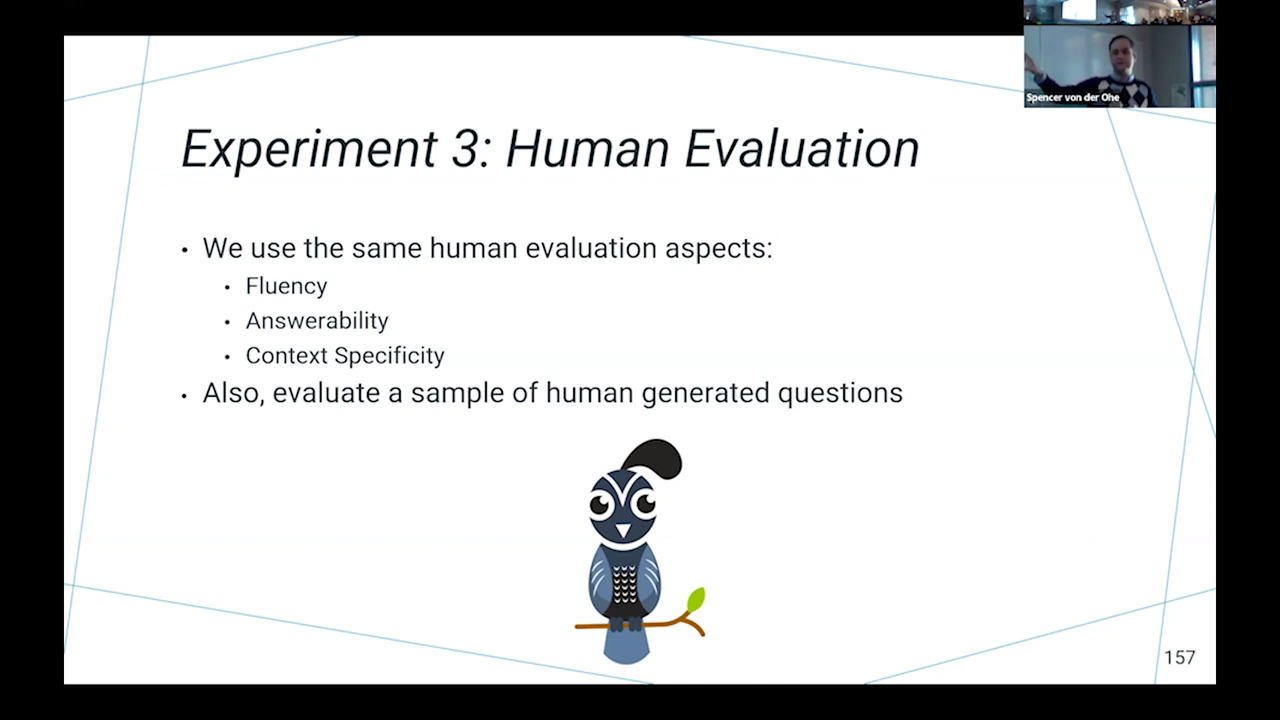 Spencer von der Ohe
Experiment 3: Human Evaluation
• We use the same human evaluation aspects:
• Fluency
• Answerability
• Context Specificity
• Also, evaluate a sample of human generated questions
157